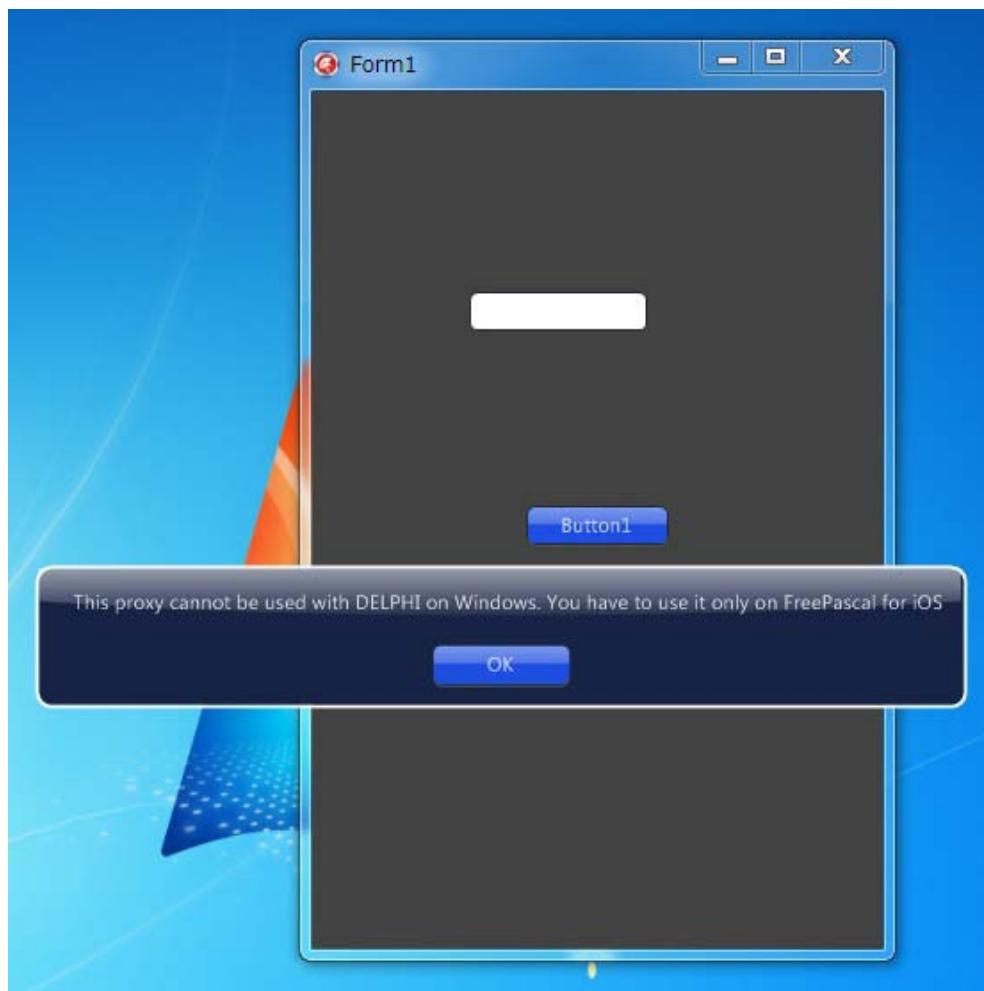 Form1
Button1
This proxy cannot be used with DELPHI on Windows. You have to use it only on FreePascal for iOS
OK